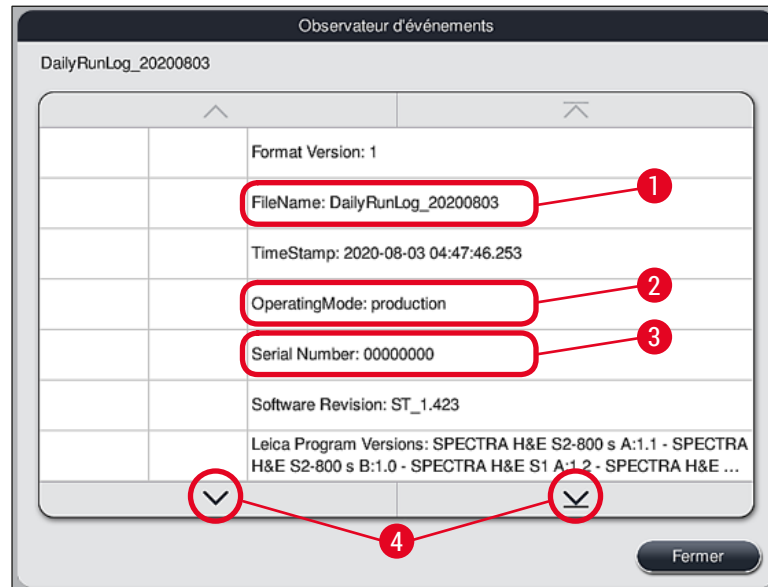 Observateur d'événements
DailyRunLog_20200803
Format Version: 1
FileName: DailyRunLog_20200803
1
TimeStamp: 2020-08-03 04:47:46.253
OperatingMode: production
2
Serial Number: 00000000
3
Software Revision: ST_1.423
Leica Program Versions: SPECTRA H&E S2-800 s A:1.1 - SPECTRA
H&E S2-800 s B:1.0 - SPECTRA H&E S1 A:1.2 - SPECTRA H&E ...
4
Fermer